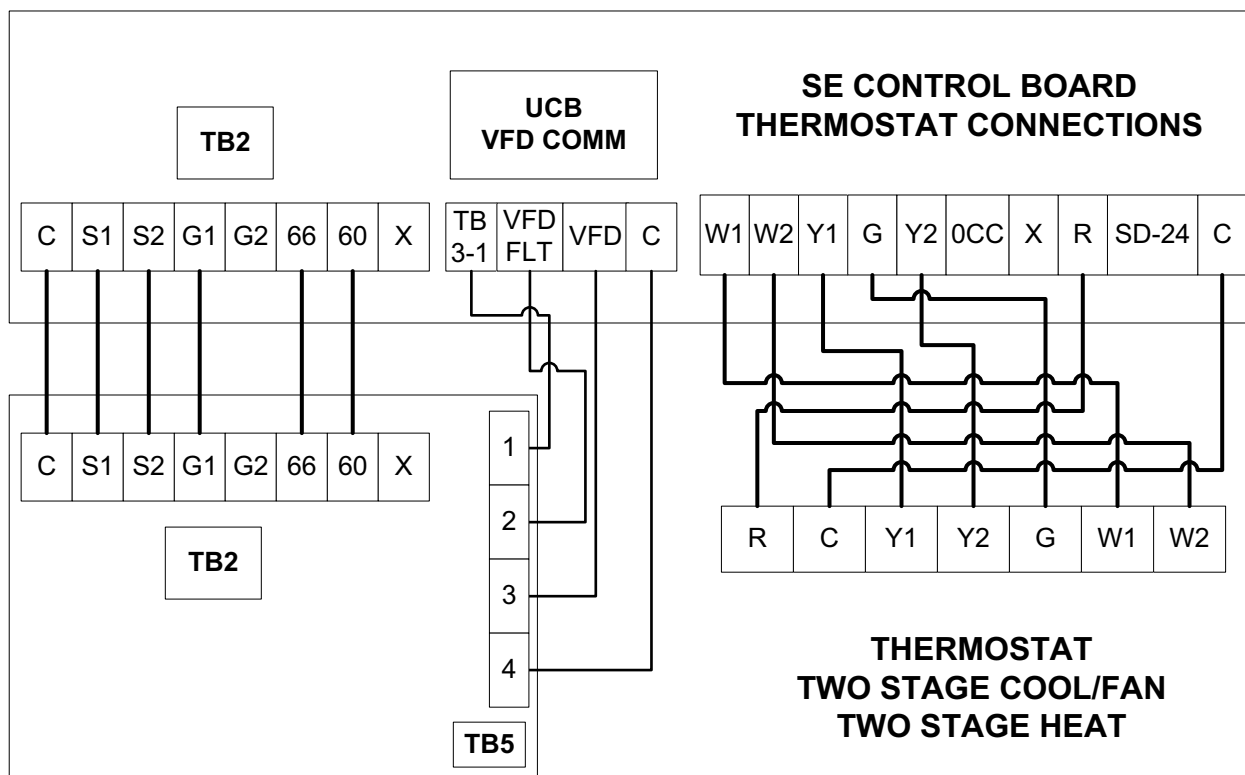 SE CONTROL BOARD
THERMOSTAT CONNECTIONS
UCB
VFD COMM
TB2
C S1 S2 G1 G2 66 60 X
TB
3-1
VFD
FLT
VFD
C
W1 W2 Y1 G Y2 0CC X R SD-24 C
C S1 S2 G1 G2 66 60 X
TB2
1
2
3
4
TB5
R C Y1 Y2 G W1 W2
THERMOSTAT
TWO STAGE COOL/FAN
TWO STAGE HEAT